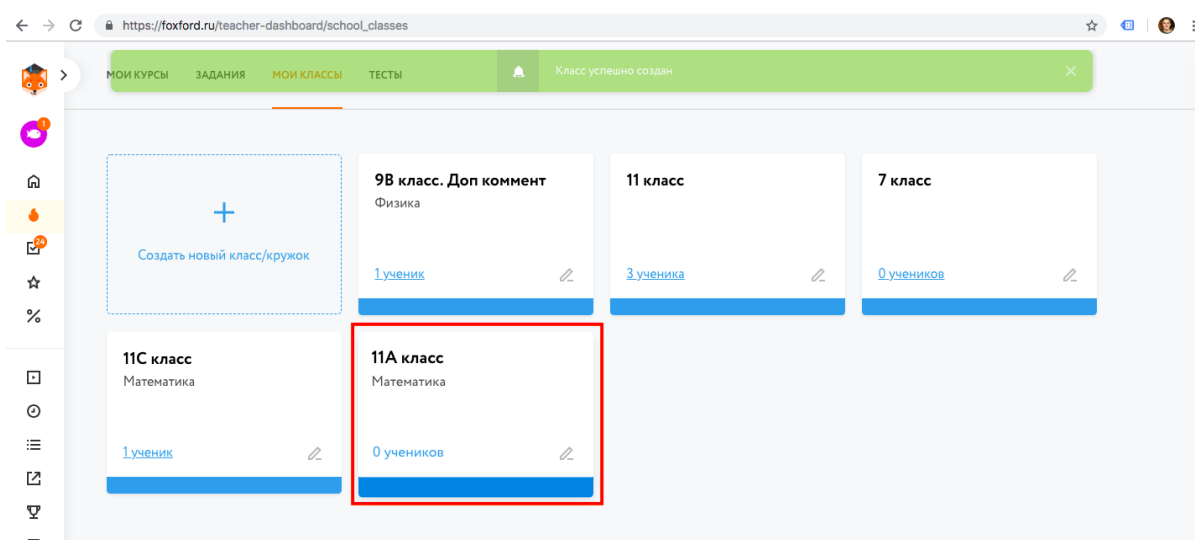 https://foxford.ru/teacher-dashboard/school_classes
МОИ КУРСЫ ЗАДАНИЯ МОИ КЛАССЫ ТЕСТЫ
Класс успешно создан
1
24
Создать новый класс/кружок
9В класс. Доп коммент
Физика
1 ученик
11 класс
3 ученика
7 класс
0 учеников
11С класс
Математика
1 ученик
11А класс
Математика
0 учеников